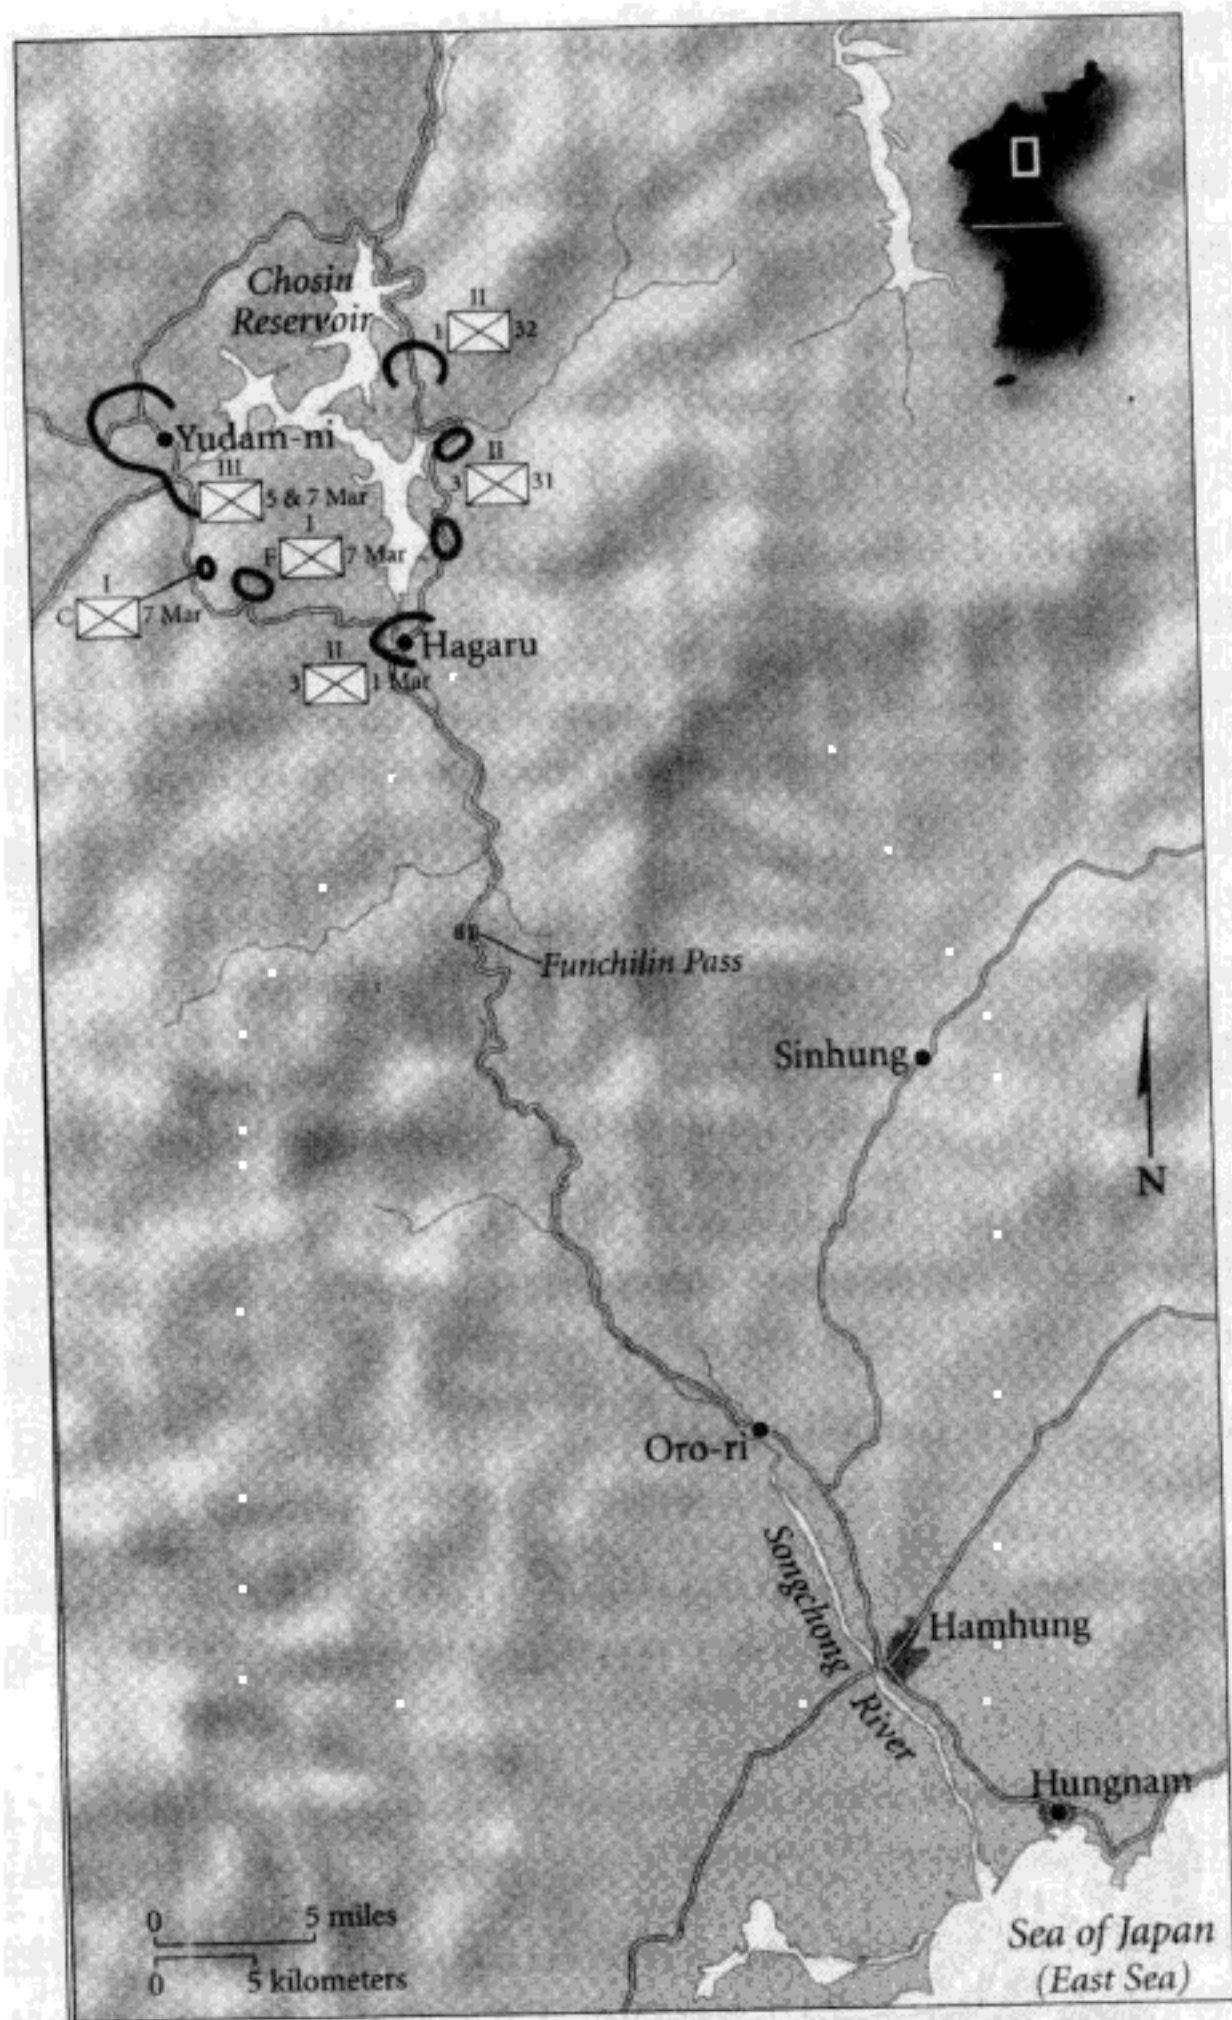 Chosin
Reservoir
II
1 32
Yudam-ni
II
3 31
III
5 & 7 Mar
I
F 7 Mar
I
C 7 Mar
Hagaru
II
3 1 Mar
Funchilin Pass
Sinhung
N
Oro-ri
Songchong
River
Hamhung
Hungnam
0 5 miles
0 5 kilometers
Sea of Japan
(East Sea)